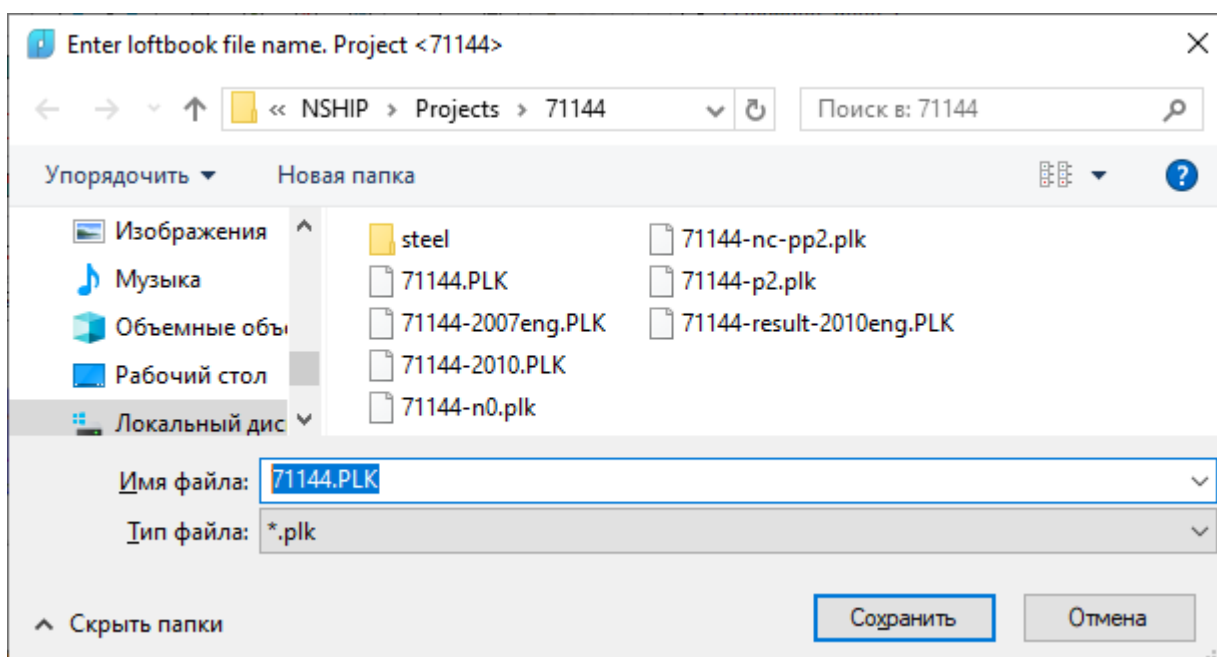 Enter loftbook file name. Project <71144>
« NSHIP > Projects > 71144
Поиск в: 71144
Упорядочить
Новая папка
Изображения
Музыка
Объемные объ
Рабочий стол
Локальный дис
steel
71144.PLK
71144-2007eng.PLK
71144-2010.PLK
71144-n0.plk
71144-nc-pp2.plk
71144-p2.plk
71144-result-2010eng.PLK
Имя файла: 71144.PLK
Тип файла: *.plk
Скрыть папки
Сохранить
Отмена